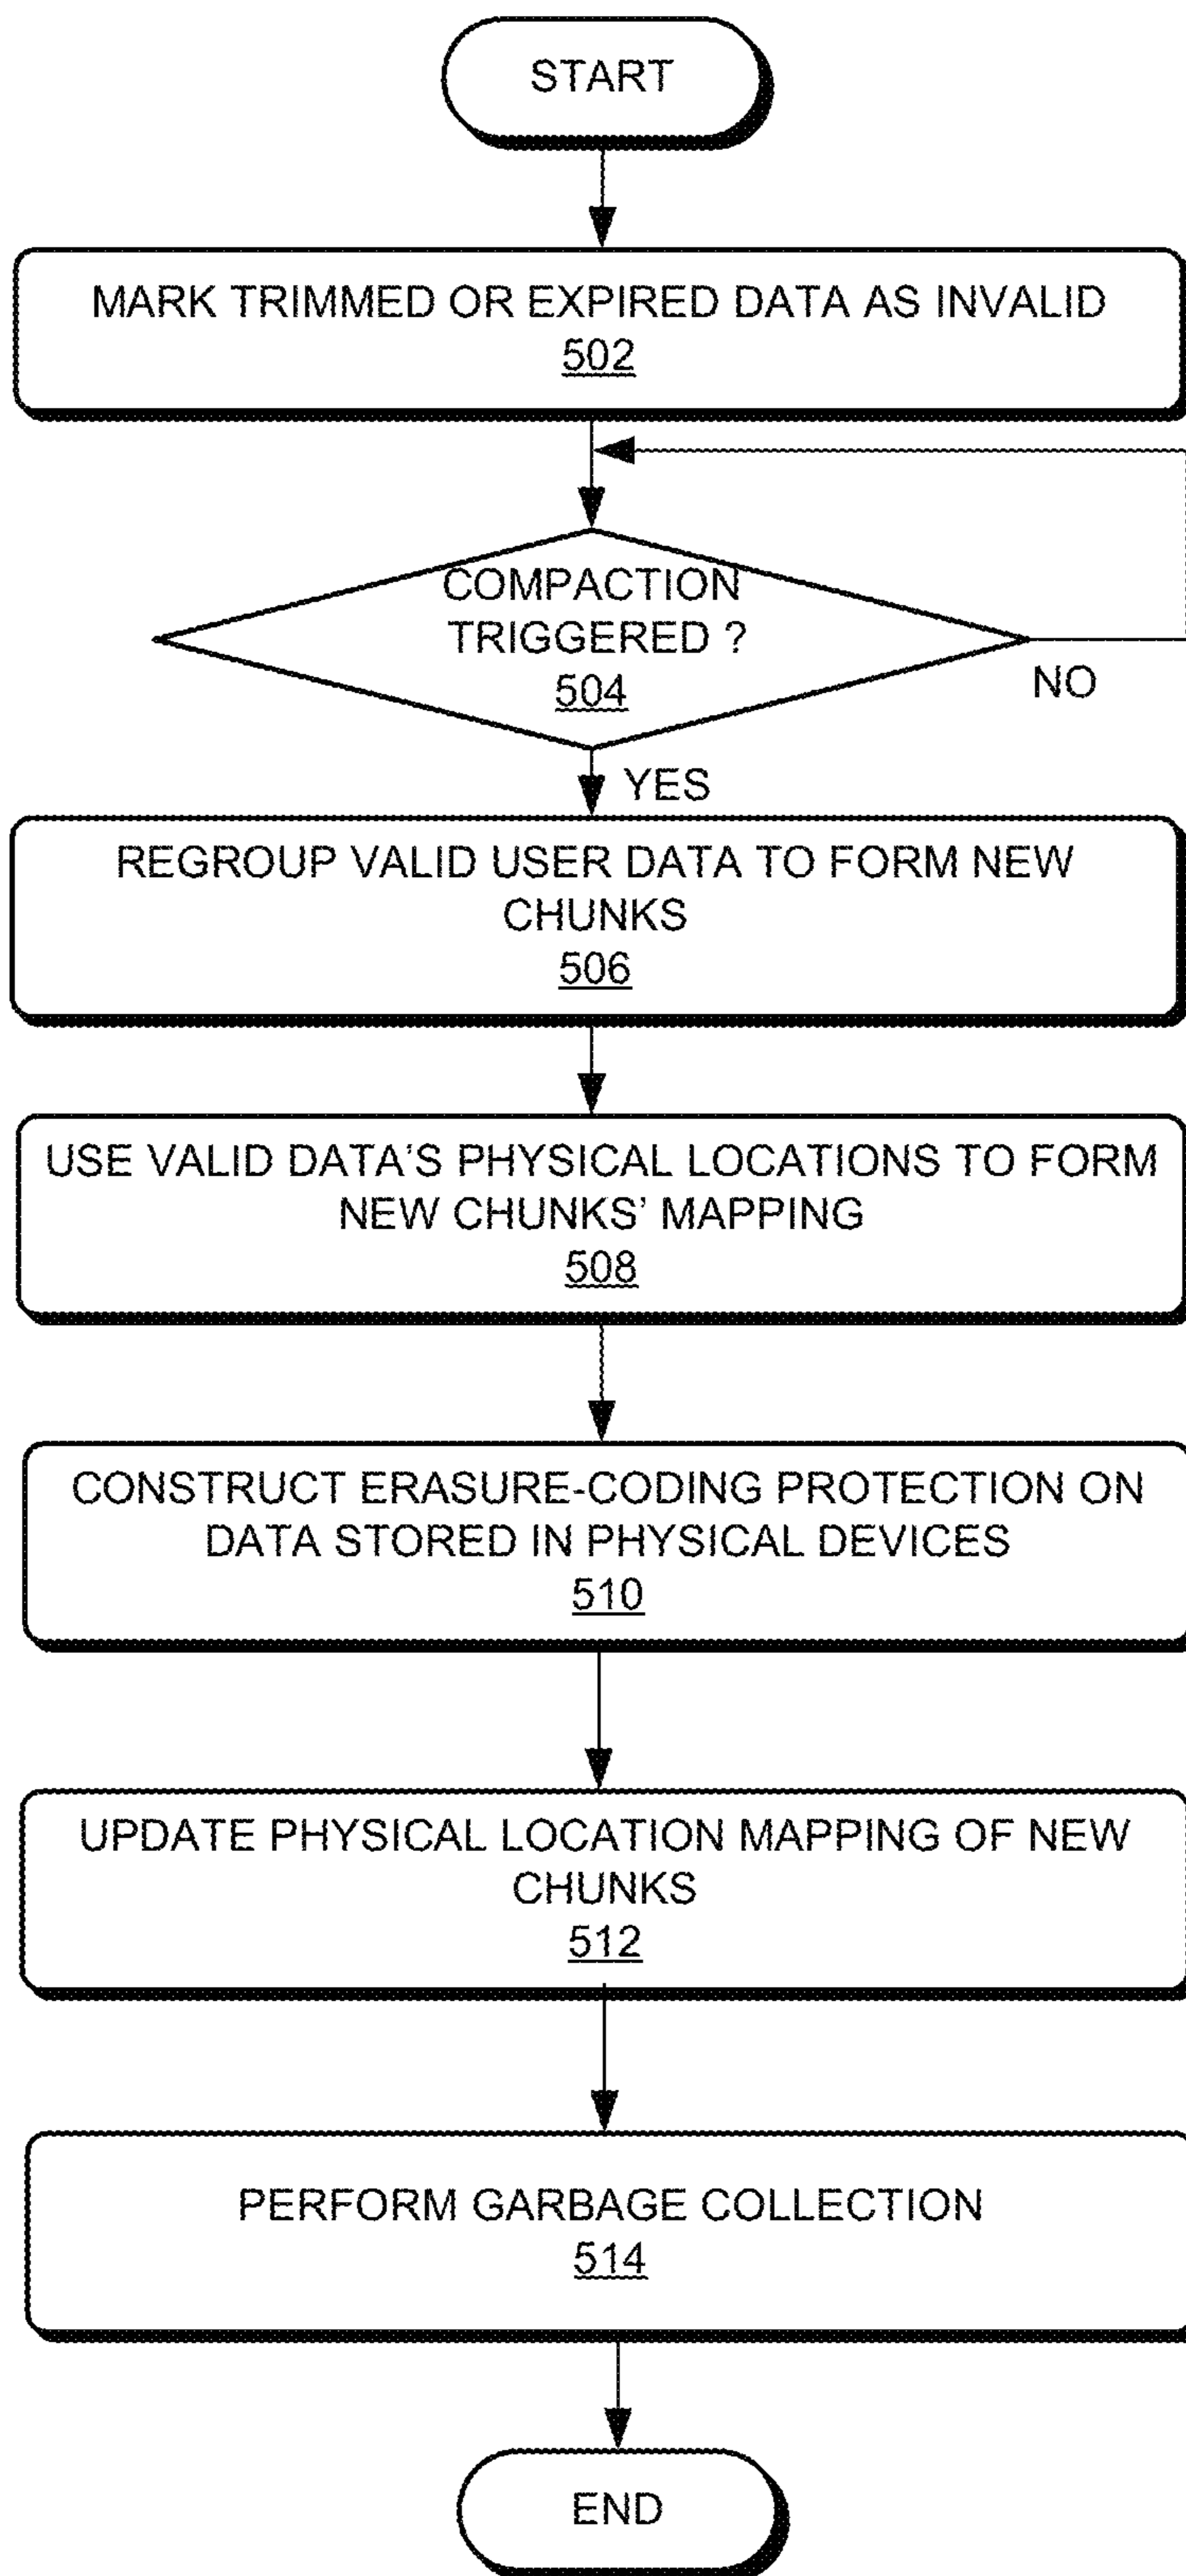 START
MARK TRIMMED OR EXPIRED DATA AS INVALID
502
COMPACTION
TRIGGERED ?
504
NO
YES
REGROUP VALID USER DATA TO FORM NEW
CHUNKS
506
USE VALID DATA'S PHYSICAL LOCATIONS TO FORM
NEW CHUNKS' MAPPING
508
CONSTRUCT ERASURE-CODING PROTECTION ON
DATA STORED IN PHYSICAL DEVICES
510
UPDATE PHYSICAL LOCATION MAPPING OF NEW
CHUNKS
512
PERFORM GARBAGE COLLECTION
514
END